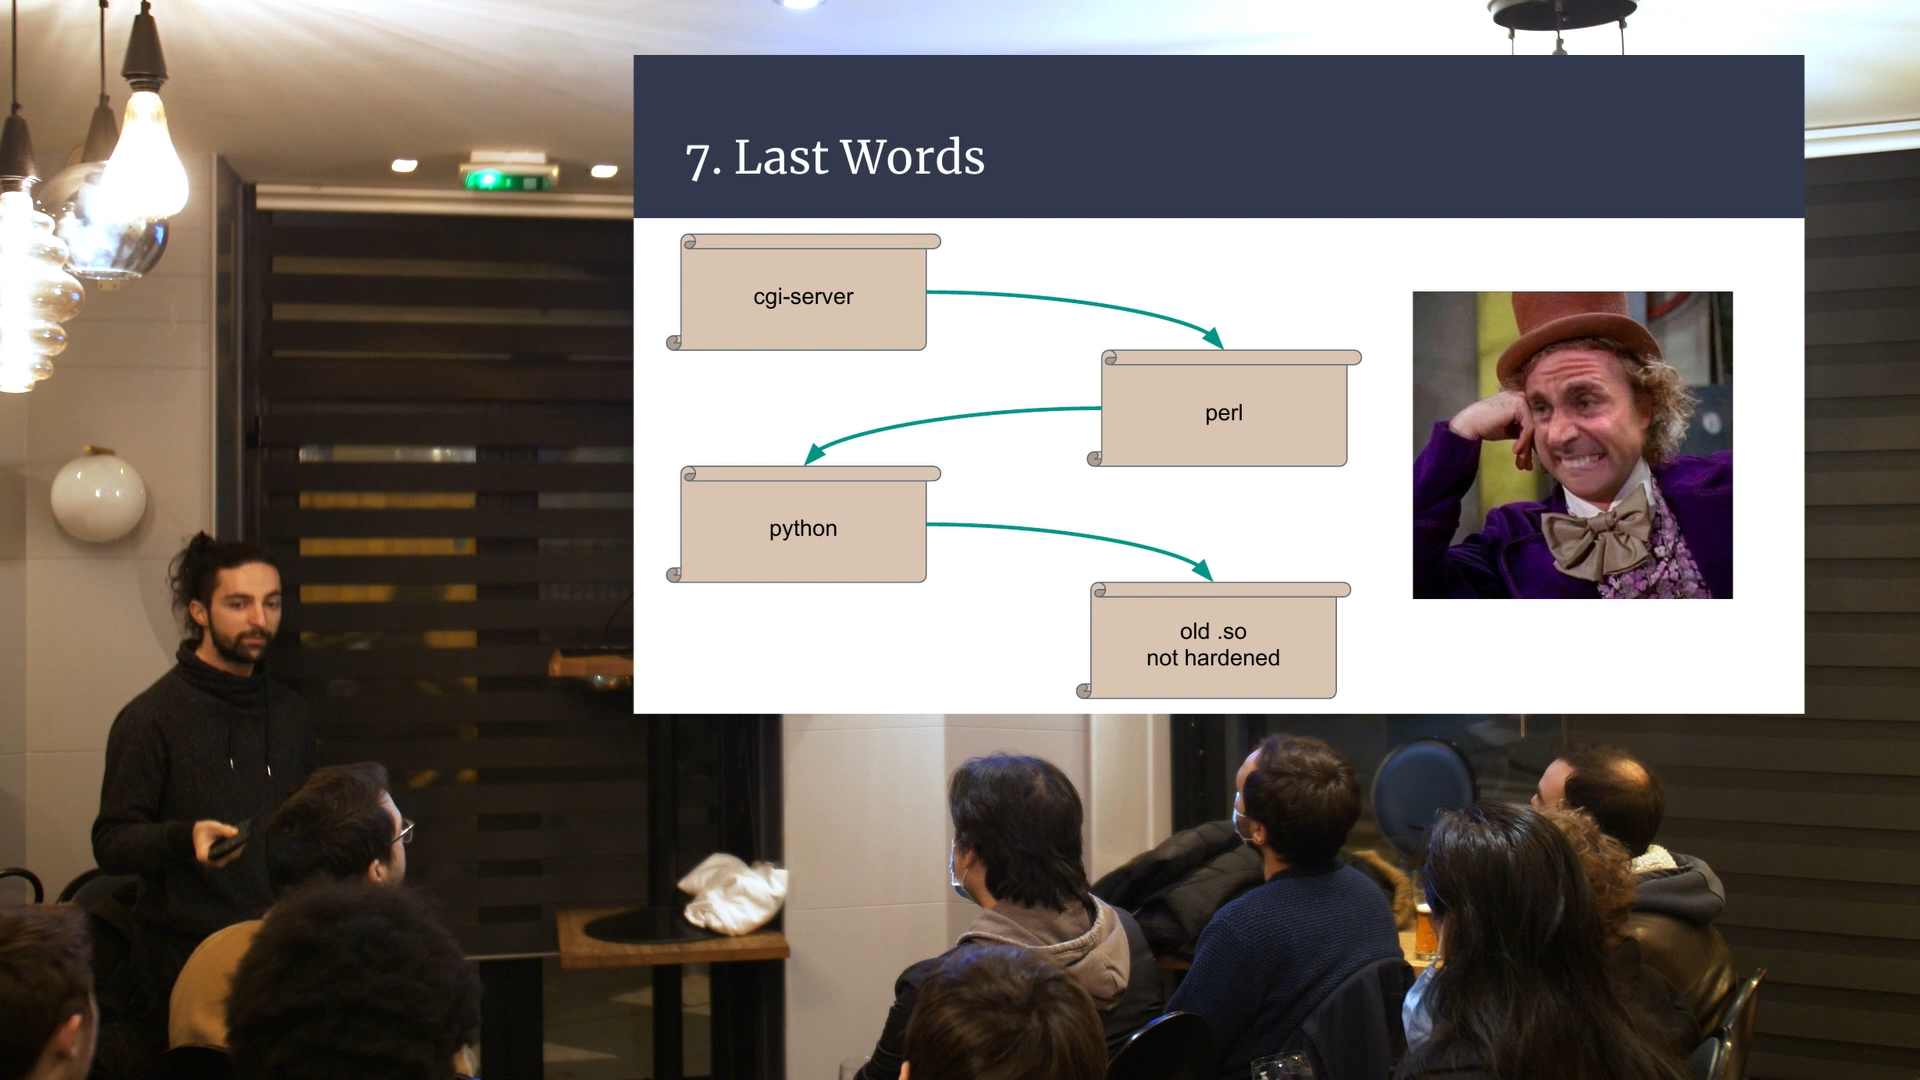 7. Last Words
cgi-server
perl
python
old .so
not hardened